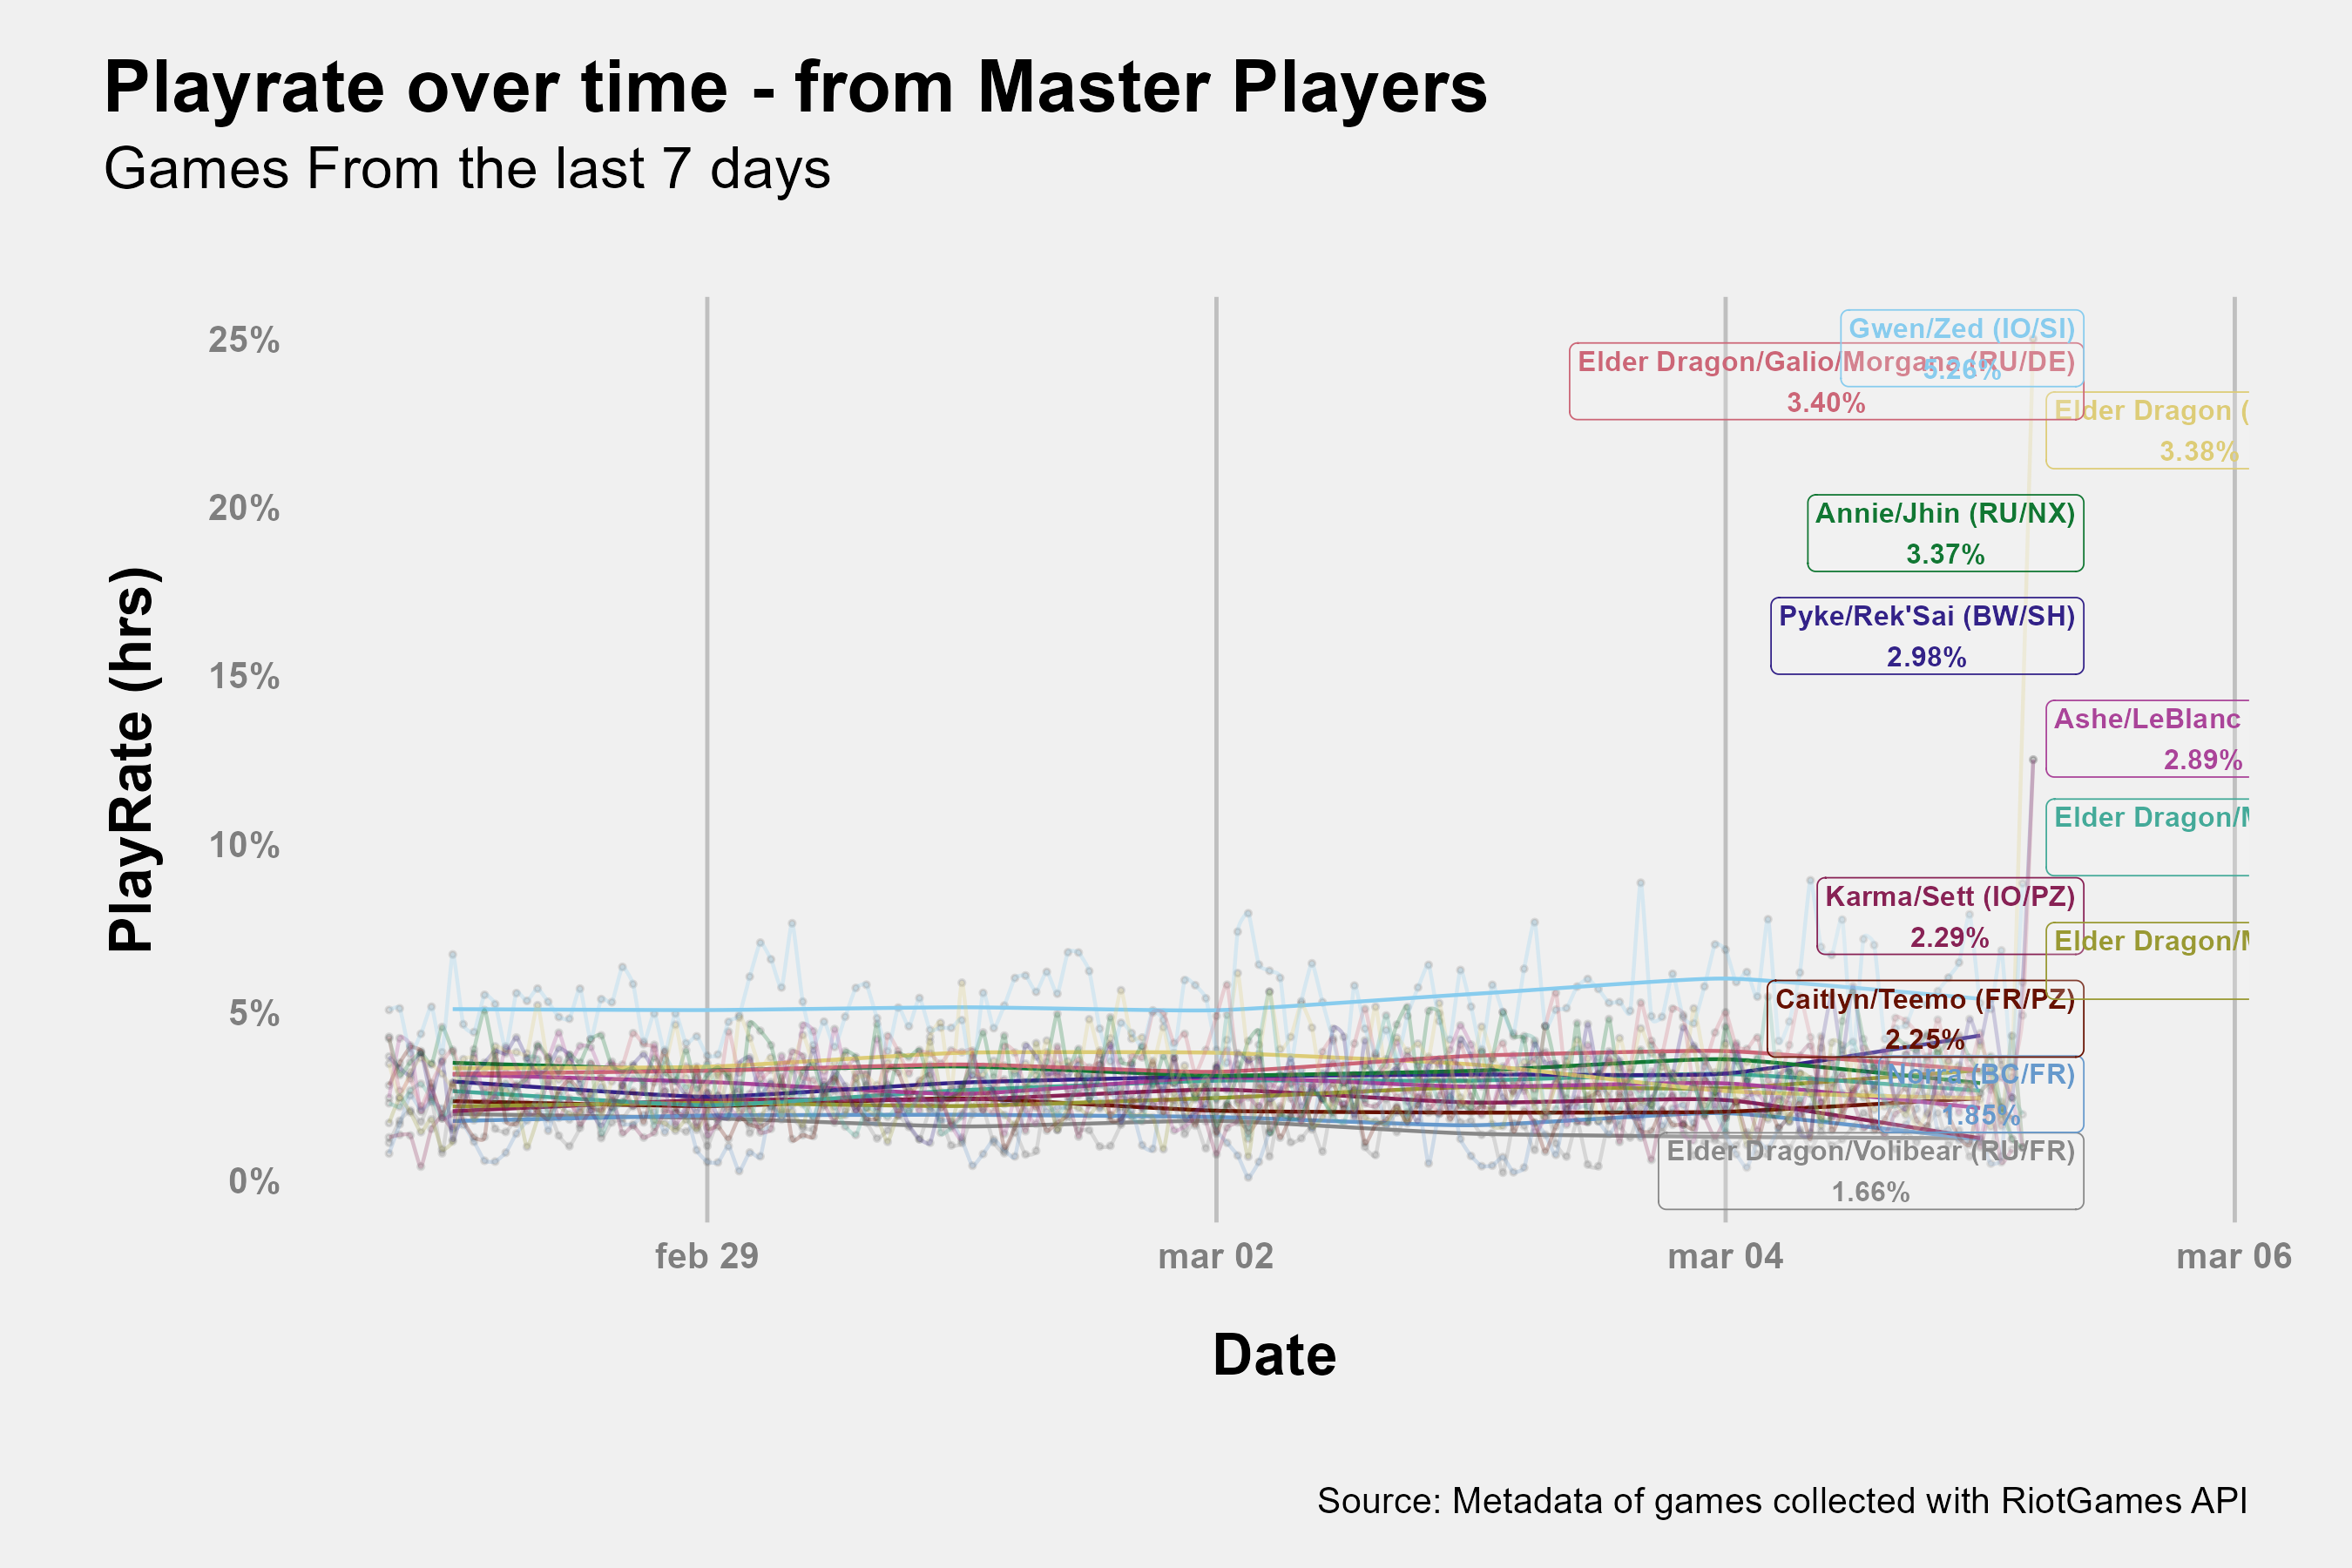 Playrate over time - from Master Players
Games From the last 7 days
PlayRate (hrs)
25%
20%
15%
10%
5%
0%
Gwen/Zed (IO/SI)
5.26%
Elder Dragon/Galio/Morgana (RU/DE)
3.40%
Elder Dragon (
3.38%
Annie/Jhin (RU/NX)
3.37%
Pyke/Rek'Sai (BW/SH)
2.98%
Ashe/LeBlanc
2.89%
Elder Dragon/M
Karma/Sett (IO/PZ)
2.29%
Elder Dragon/M
Caitlyn/Teemo (FR/PZ)
2.25%
Norra (BC/FR)
1.85%
Elder Dragon/Volibear (RU/FR)
1.66%
feb 29
mar 02
mar 04
mar 06
Date
Source: Metadata of games collected with RiotGames API